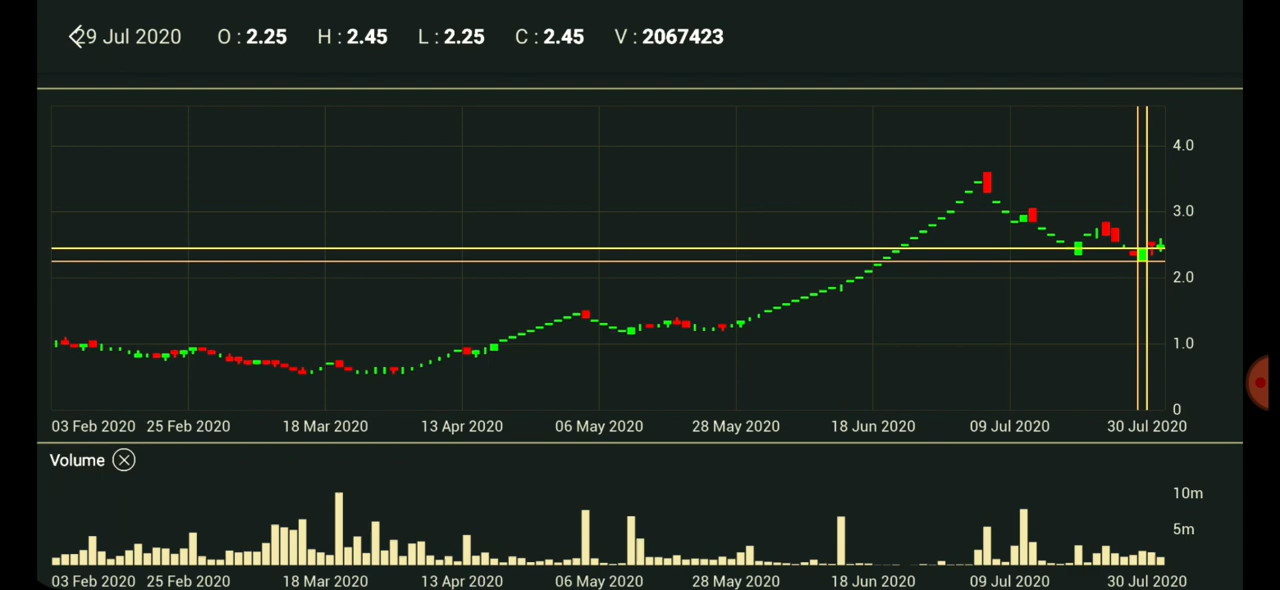 29 Jul 2020 O : 2.25 H : 2.45 L : 2.25 C : 2.45 V : 2067423
4.0
3.0
2.0
1.0
0
03 Feb 2020 25 Feb 2020 18 Mar 2020 13 Apr 2020 06 May 2020 28 May 2020 18 Jun 2020 09 Jul 2020 30 Jul 2020
Volume
10m
5m
03 Feb 2020 25 Feb 2020 18 Mar 2020 13 Apr 2020 06 May 2020 28 May 2020 18 Jun 2020 09 Jul 2020 30 Jul 2020